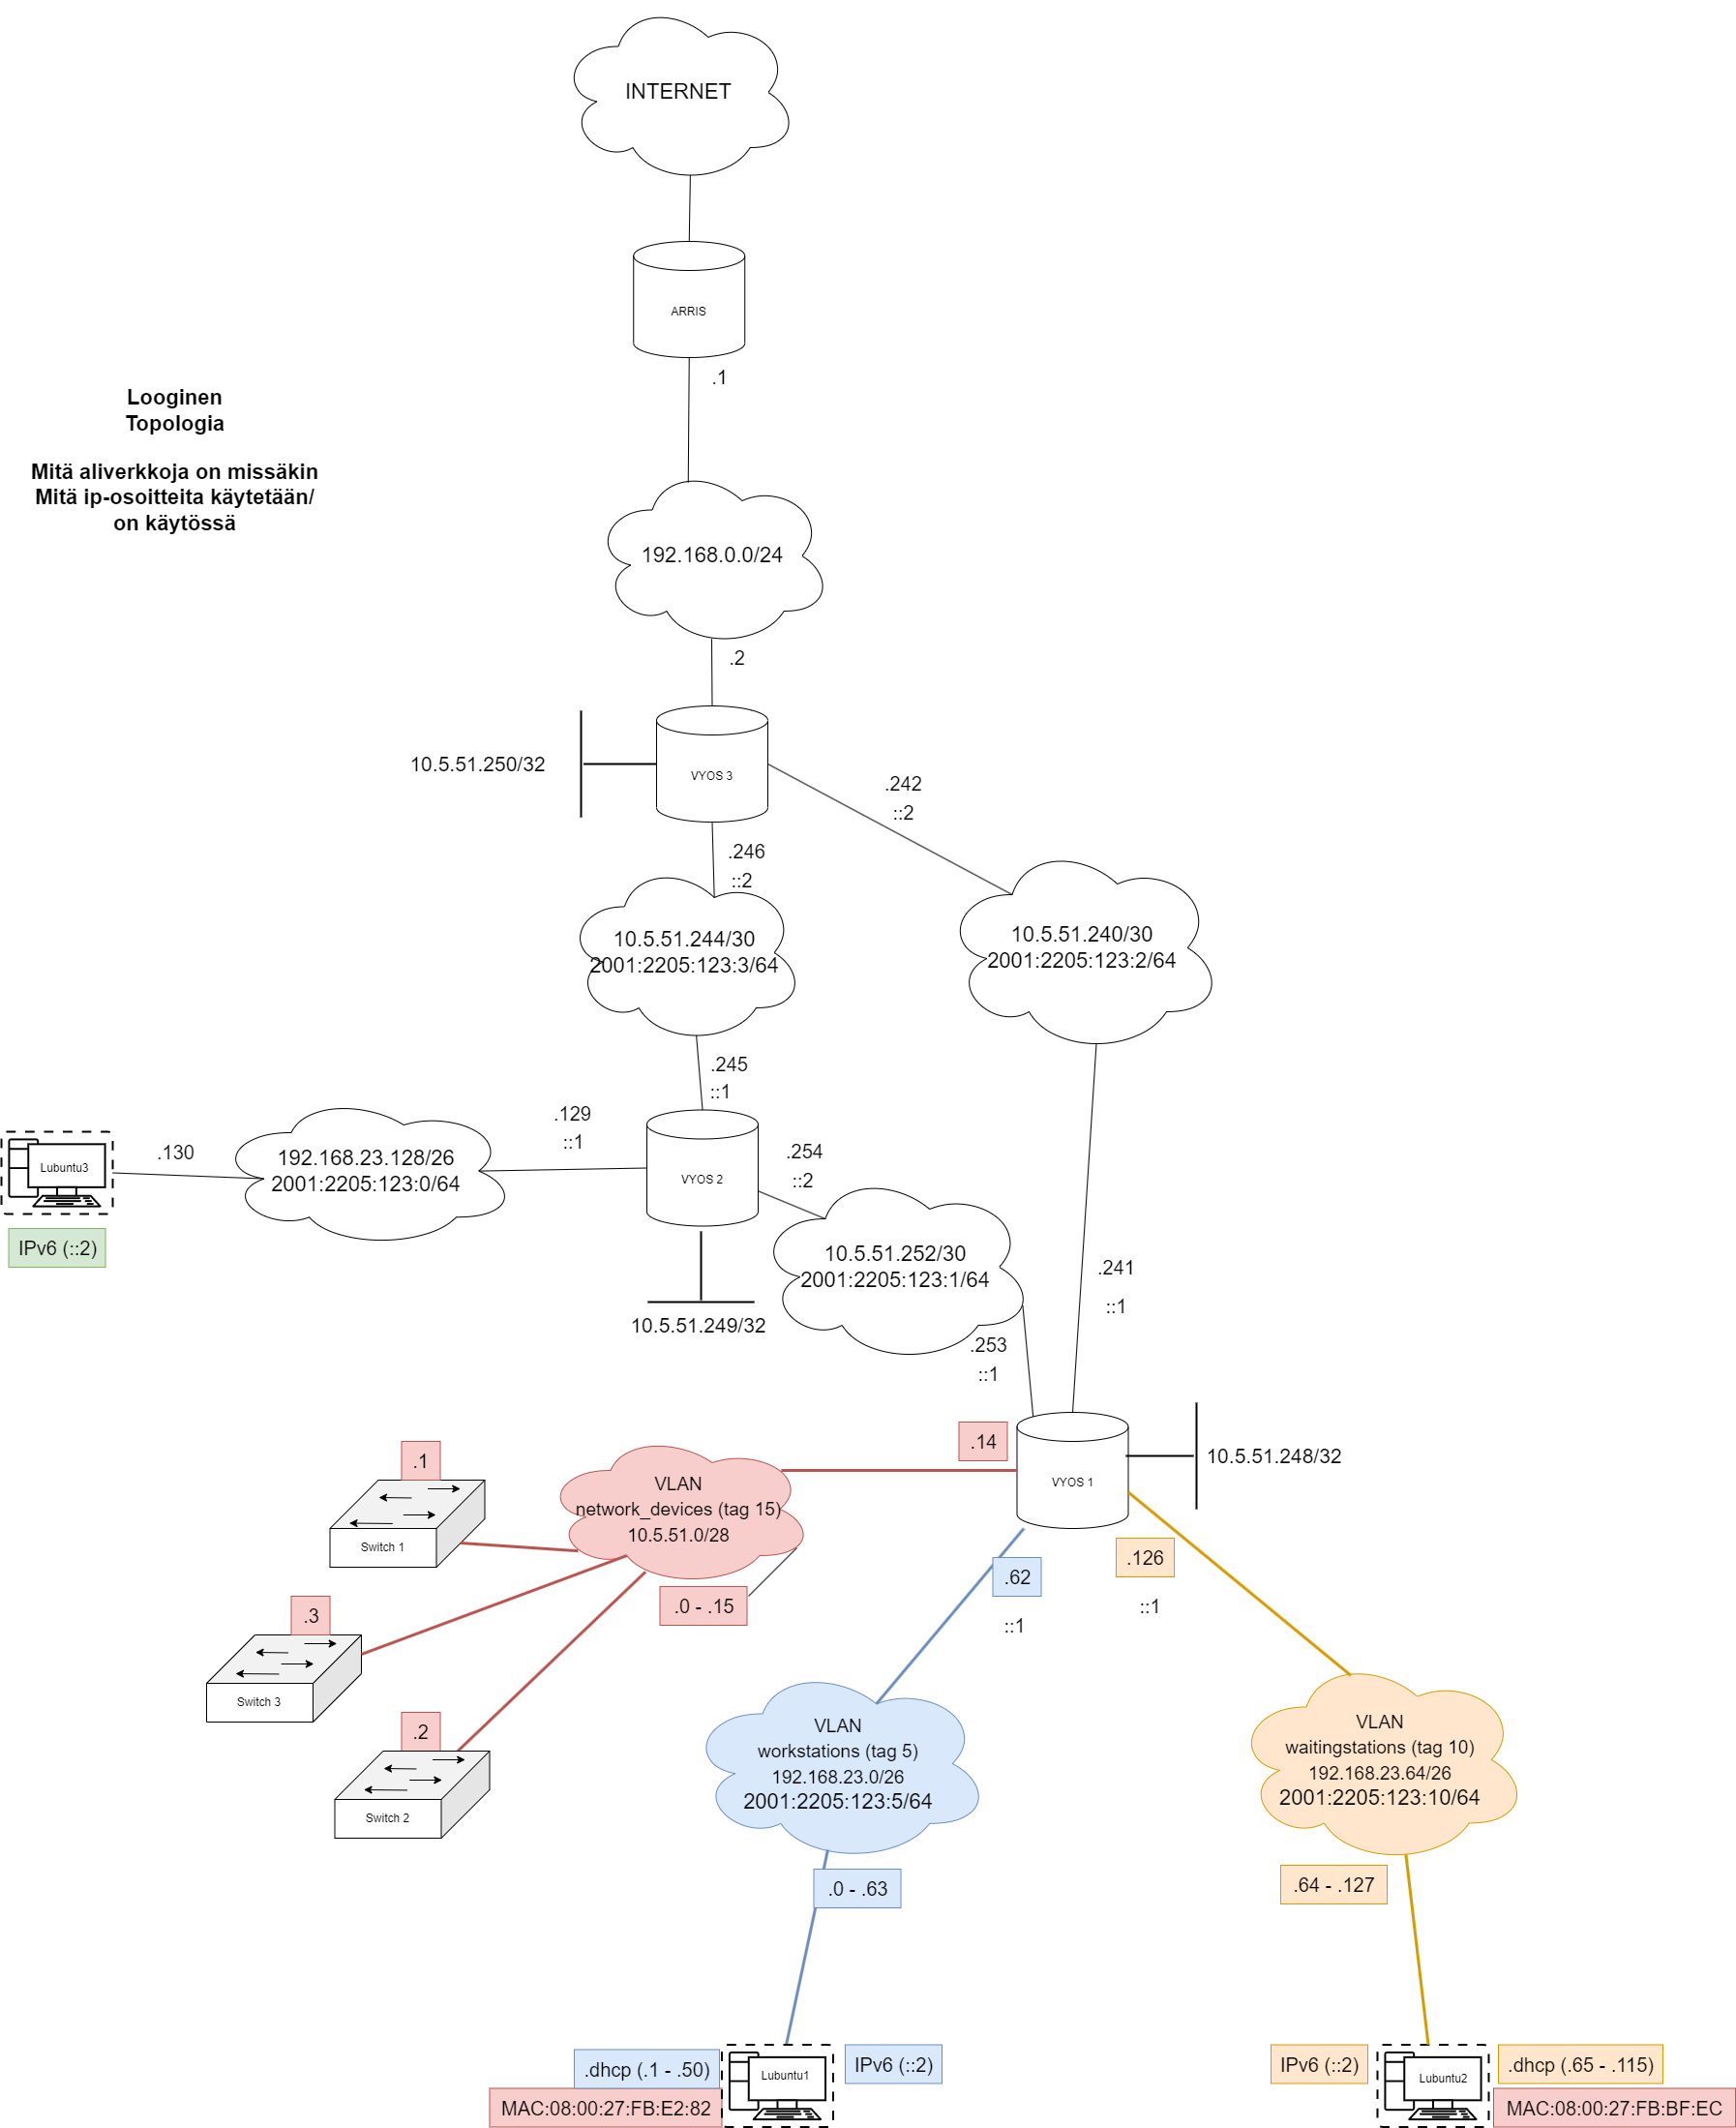 INTERNET
ARRIS
.1
Looginen
Topologia
Mitä aliverkkoja on missäkin
Mitä ip-osoitteita käytetään/
on käytössä
192.168.0.0/24
.2
10.5.51.250/32
VYOS 3
.242
::2
.246
::2
10.5.51.244/30
2001:2205:123:3/64
10.5.51.240/30
2001:2205:123:2/64
.245
::1
.129
::1
.130
Lubuntu3
IPv6 (::2)
192.168.23.128/26
2001:2205:123:0/64
VYOS 2
.254
::2
10.5.51.252/30
2001:2205:123:1/64
10.5.51.249/32
.253
::1
.241
::1
.14
VYOS 1
10.5.51.248/32
.1
Switch 1
VLAN
network_devices (tag 15)
10.5.51.0/28
.0 - .15
.3
Switch 3
.2
Switch 2
.62
::1
.126
::1
VLAN
workstations (tag 5)
192.168.23.0/26
2001:2205:123:5/64
.0 - .63
VLAN
waitingstations (tag 10)
192.168.23.64/26
2001:2205:123:10/64
.64 - .127
.dhcp (.1 - .50)
MAC:08:00:27:FB:E2:82
Lubuntu1
IPv6 (::2)
IPv6 (::2)
Lubuntu2
.dhcp (.65 - .115)
MAC:08:00:27:FB:BF:EC